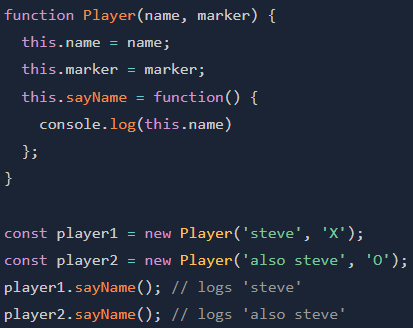 function Player(name, marker) {
  this.name = name;
  this.marker = marker;
  this.sayName = function() {
    console.log(this.name)
  };
}

const player1 = new Player('steve', 'X');
const player2 = new Player('also steve', 'O');
player1.sayName(); // logs 'steve'
player2.sayName(); // logs 'also steve'